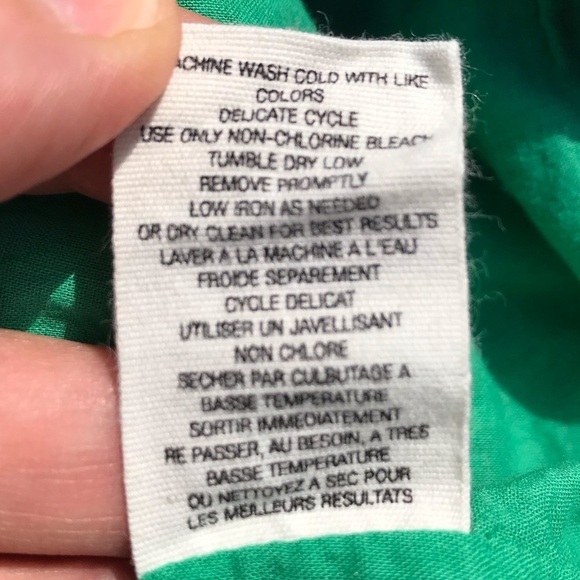 ACHINE WASH COLD WITH LIKE
COLORS
DELICATE CYCLE
USE ONLY NON-CHLORINE BLEACH
TUMBLE DRY LOW
REMOVE PROMPTLY
LOW IRON AS NEEDED
OR DRY CLEAN FOR BEST RESULTS
LAVER A LA MACHINE A L'EAU
FROIDE SEPAREMENT
CYCLE DELICAT
UTILISER UN JAVELLISANT
NON CHLORE
SECHER PAR CULBUTAGE A
BASSE TEMPERATURE
SORTIR IMMEDIATEMENT
RE PASSER, AU BESOIN, A TRES
BASSE TEMPERATURE
OU NETTOYEZ A SEC POUR
LES MEILLEURS RESULTATS